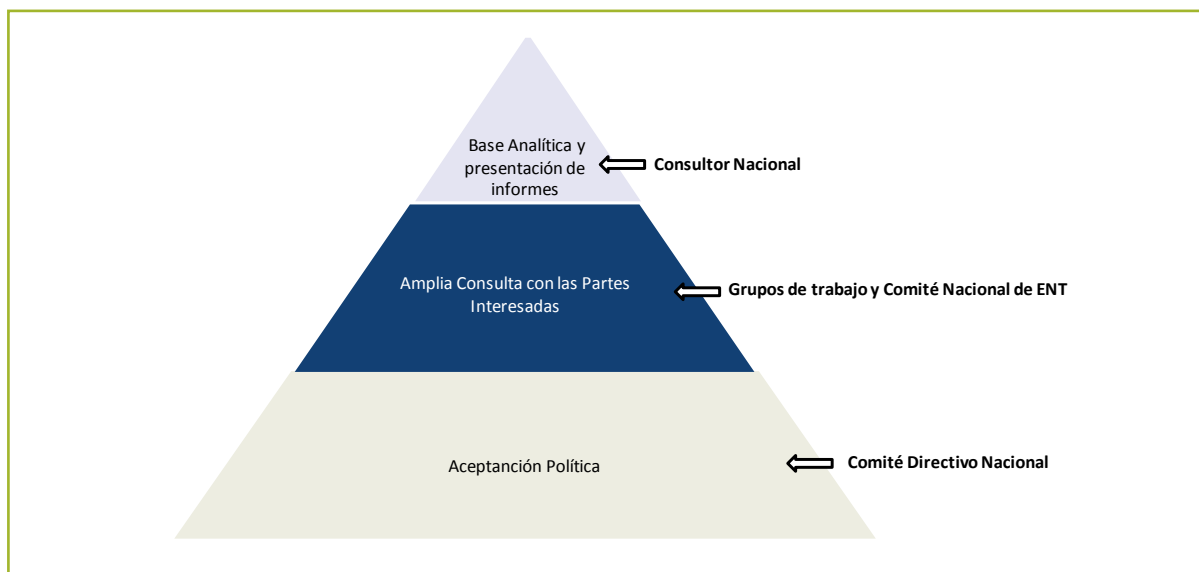 Base Analítica y
presentación de
informes
Consultor Nacional
Amplia Consulta con las Partes
Interesadas
Grupos de trabajo y Comité Nacional de ENT
Aceptanción Política
Comité Directivo Nacional